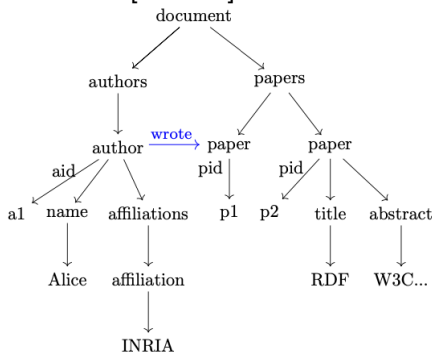 document
authors papers
author wrote paper paper
aid pid pid
a1 name affiliations p1 p2 title abstract
Alice affiliation RDF W3C...
INRIA